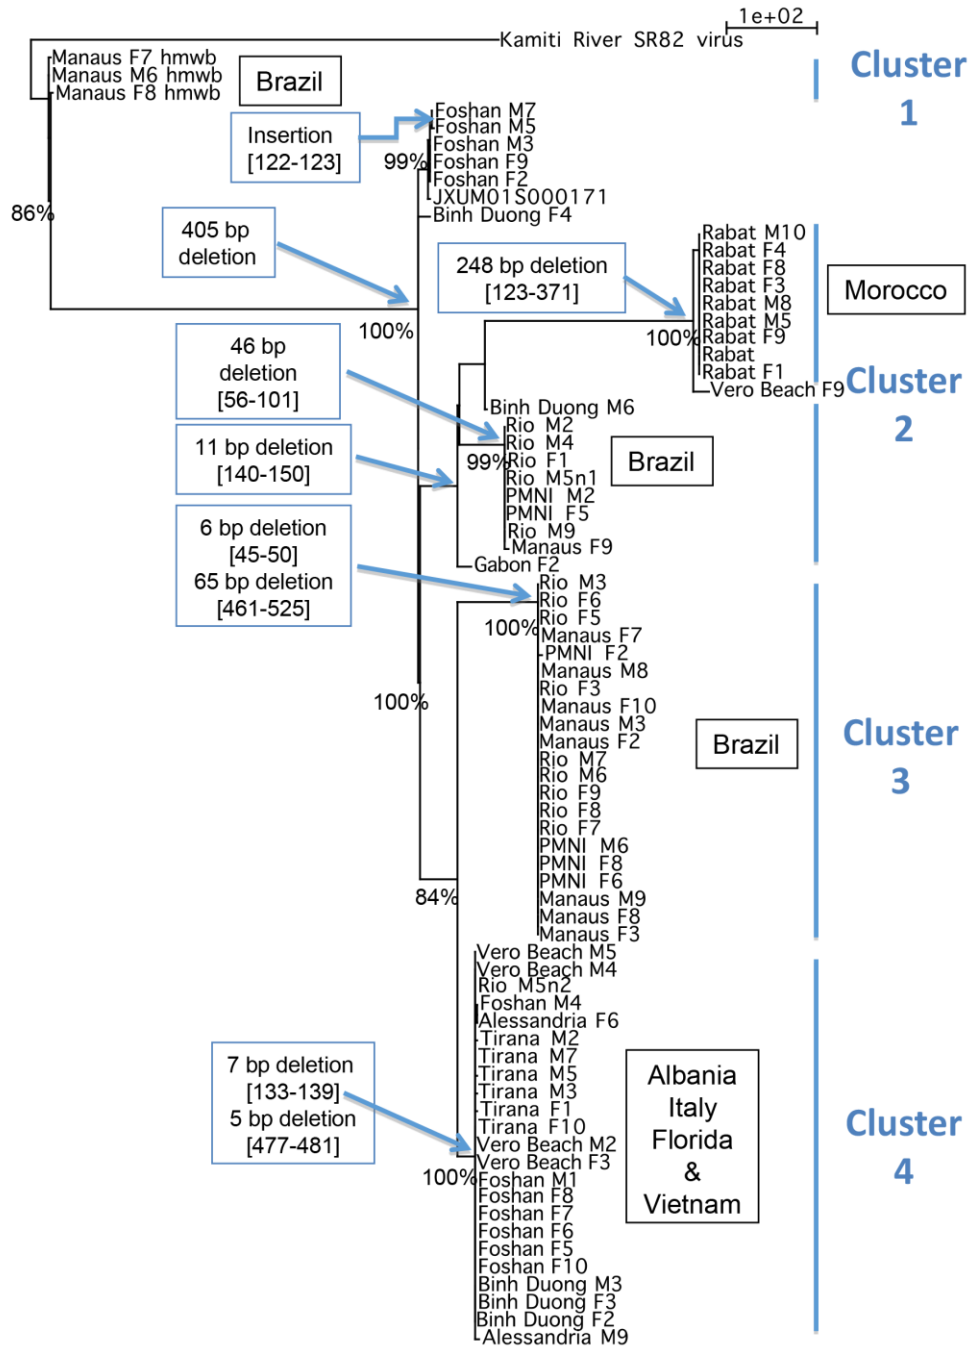 1e+02
Kamiti River SR82 virus
Manaus F7 hmwb
Manaus M6 hmwb
Manaus F8 hmwb
Brazil
Cluster
1
Foshan M7
Foshan M5
Foshan M3
Foshan F9
Foshan F2
JXUM01S000171
Binh Duong F4
Insertion
[122-123]
99%
86%
405 bp
deletion
100%
248 bp deletion
[123-371]
100%
Rabat M10
Rabat F4
Rabat F8
Rabat F3
Rabat M8
Rabat M5
Rabat F9
Rabat
Rabat F1
Vero Beach F9
Morocco
Cluster
2
46 bp
deletion
[56-101]
11 bp deletion
[140-150]
Binh Duong M6
Rio M2
Rio M4
Rio F1
Rio M5n1
PMNI M2
PMNI F5
Rio M9
Manaus F9
Gabon F2
99%
Brazil
6 bp deletion
[45-50]
65 bp deletion
[461-525]
100%
100%
Rio M3
Rio F6
Rio F5
Manaus F7
PMNI F2
Manaus M8
Rio F3
Manaus F10
Manaus M3
Manaus F2
Rio M7
Rio M6
Rio F9
Rio F8
Rio F7
PMNI M6
PMNI F8
PMNI F6
Manaus M9
Manaus F8
Manaus F3
Brazil
Cluster
3
84%
Vero Beach M5
Vero Beach M4
Rio M5n2
Foshan M4
Alessandria F6
Tirana M2
Tirana M7
Tirana M5
Tirana M3
Tirana F1
Tirana F10
Vero Beach M2
Vero Beach F3
Foshan M1
Foshan F8
Foshan F7
Foshan F6
Foshan F5
Foshan F10
Binh Duong M3
Binh Duong F3
Binh Duong F2
Alessandria M9
7 bp deletion
[133-139]
5 bp deletion
[477-481]
100%
Albania
Italy
Florida
&
Vietnam
Cluster
4